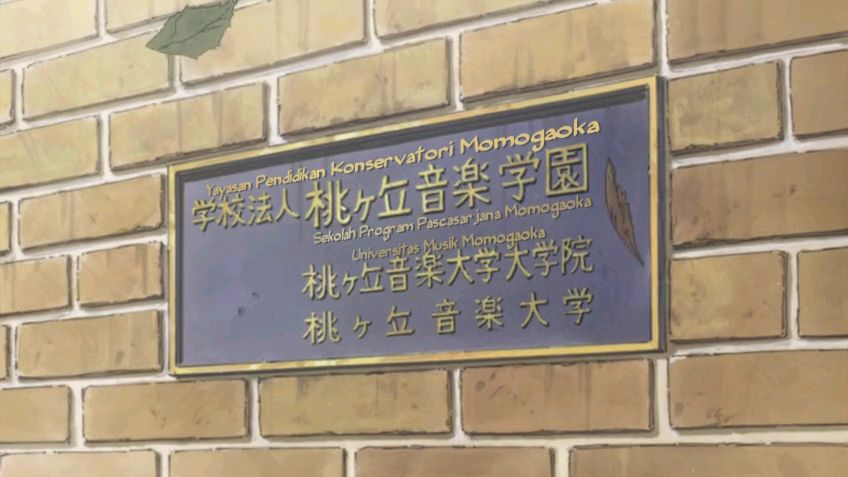 Yayasan Pendidikan Konservatori Momogaoka
学校法人 桃ヶ丘音楽学園
Sekolah Program Pascasarjana Momogaoka
Universitas Musik Momogaoka
桃ヶ丘音楽大学大学院
桃ヶ丘音楽大学